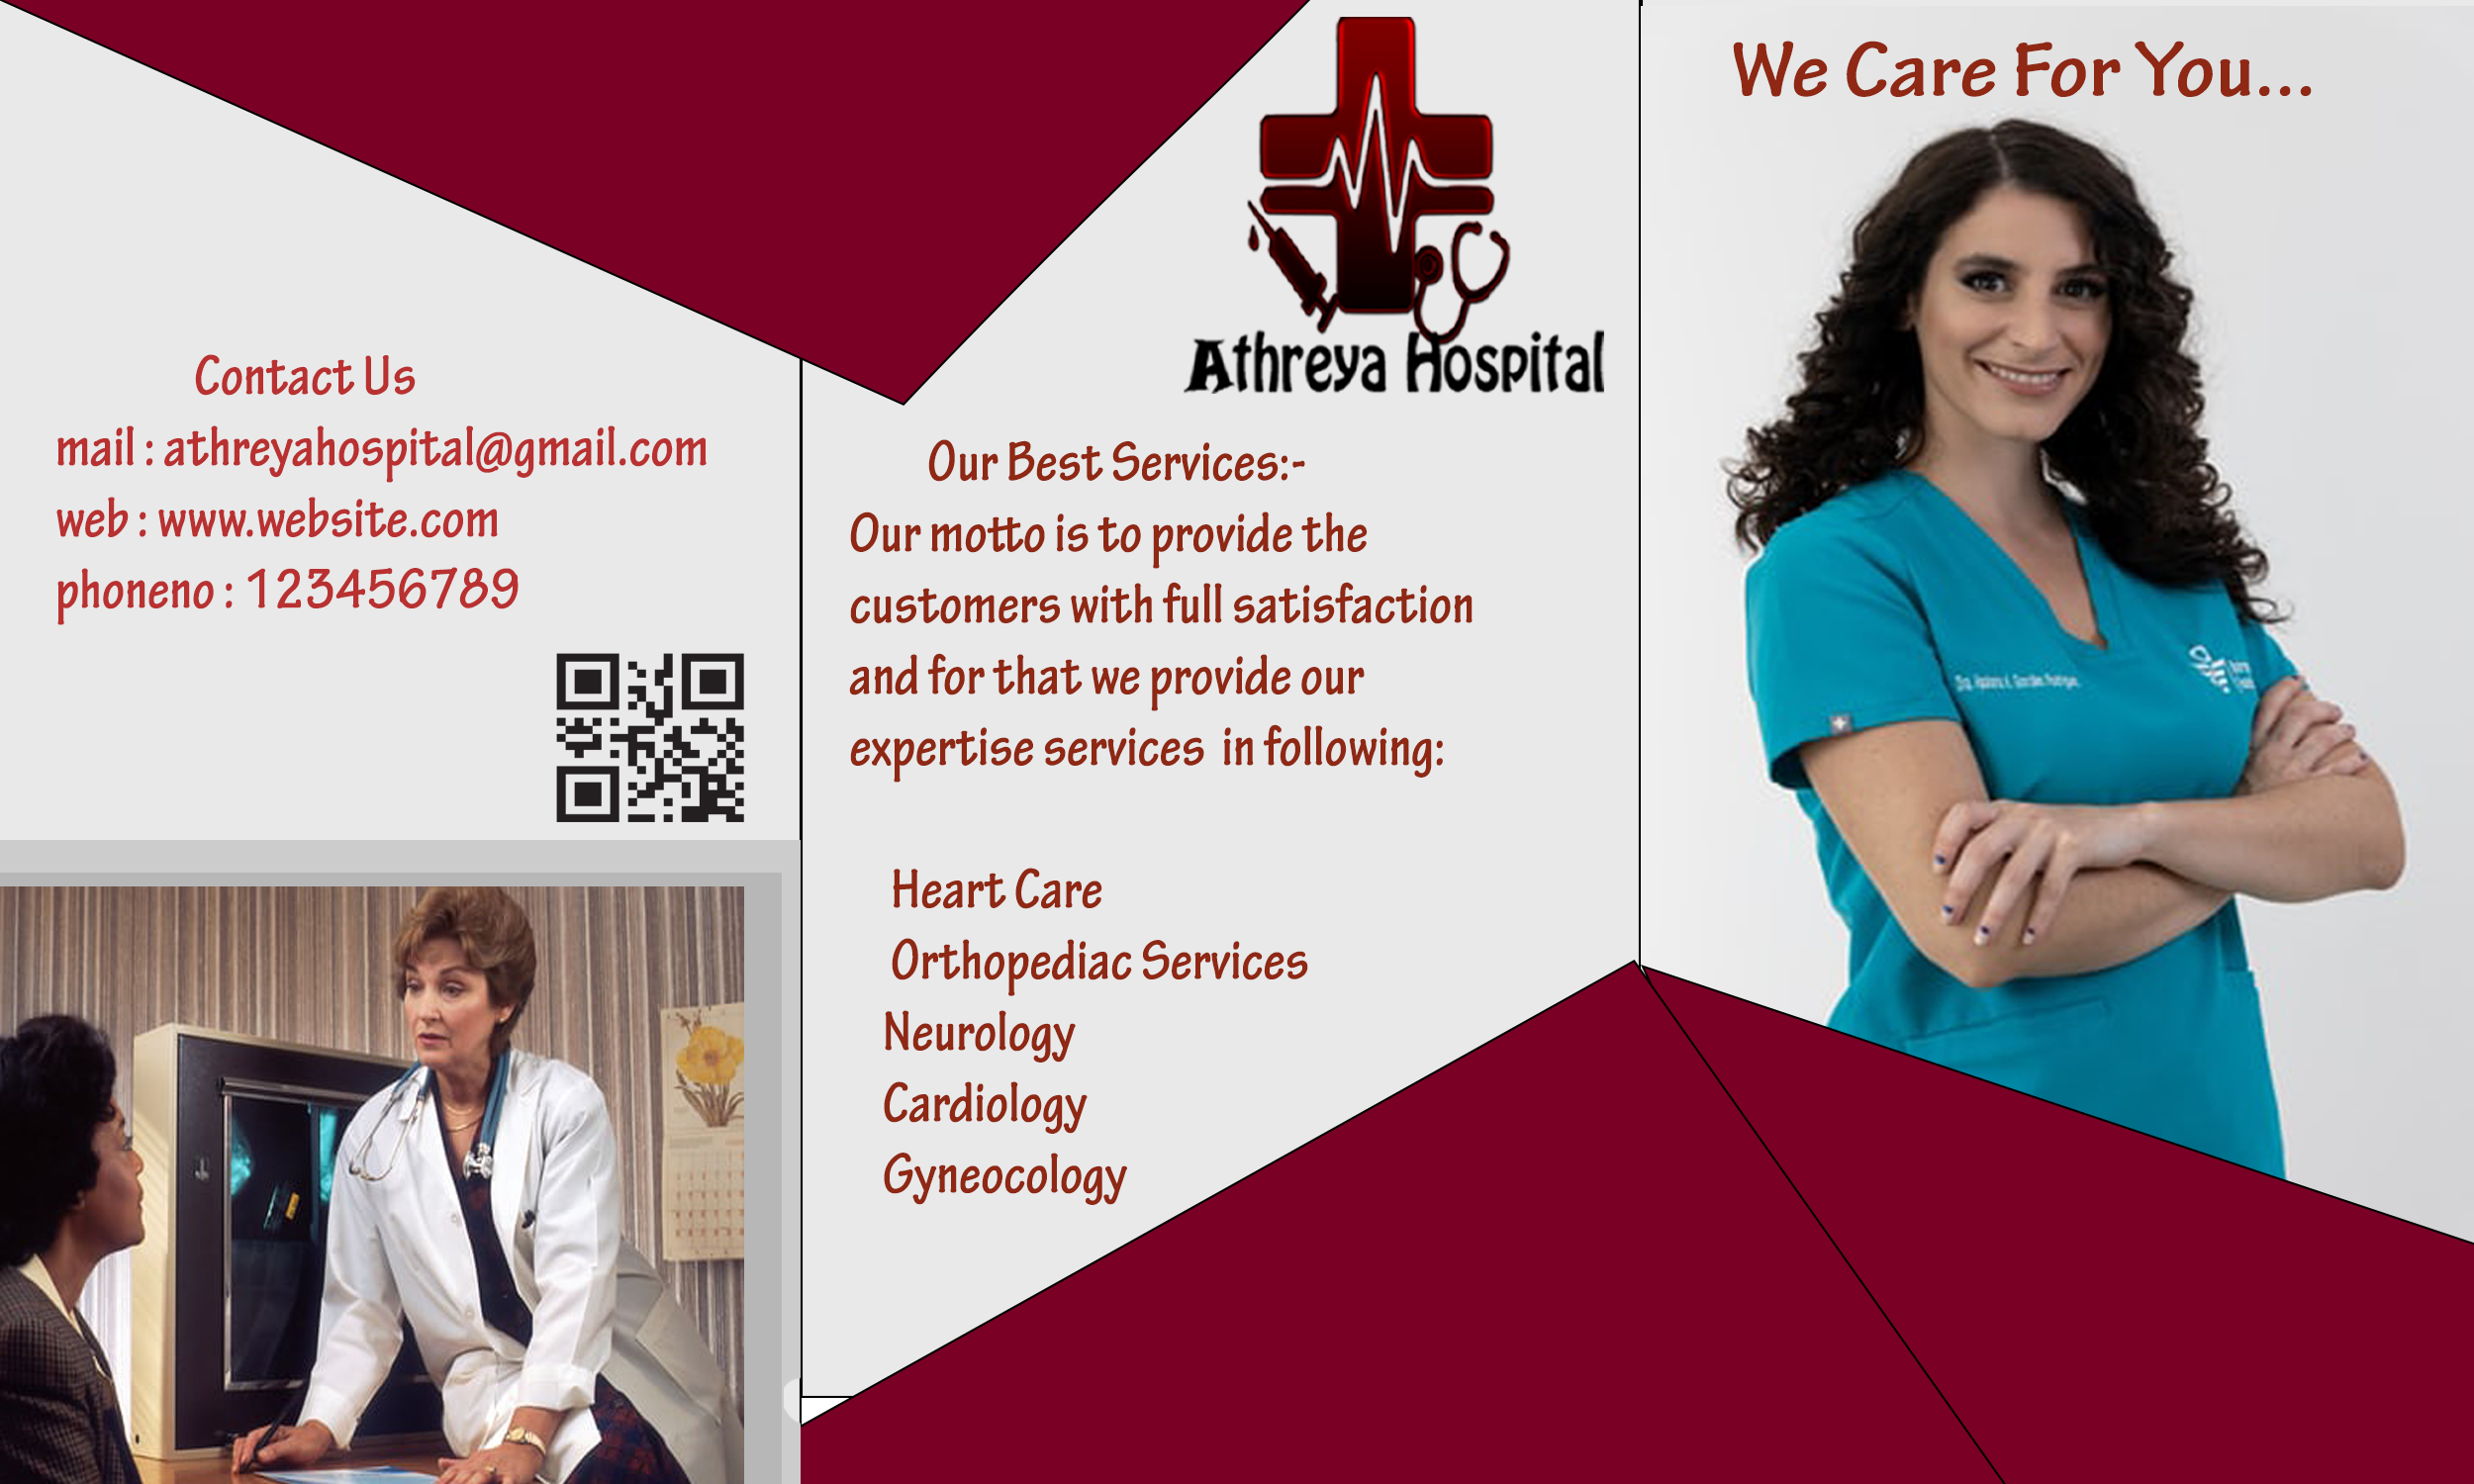 Contact Us
mail : athreyahospital@gmail.com
web : www.website.com
phoneno : 123456789
Athreya Hospital
Our Best Services:-
Our motto is to provide the
customers with full satisfaction
and for that we provide our
expertise services in following:
Heart Care
Orthopediac Services
Neurology
Cardiology
Gyneocology
We Care For You...